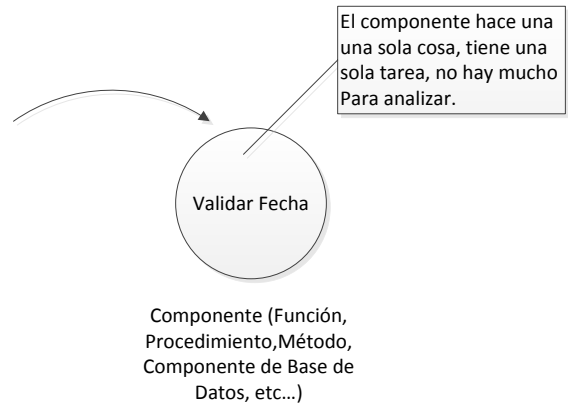 El componente hace una
una sola cosa, tiene una
sola tarea, no hay mucho
Para analizar.
Validar Fecha
Componente (Función,
Procedimiento,Método,
Componente de Base de
Datos, etc...)